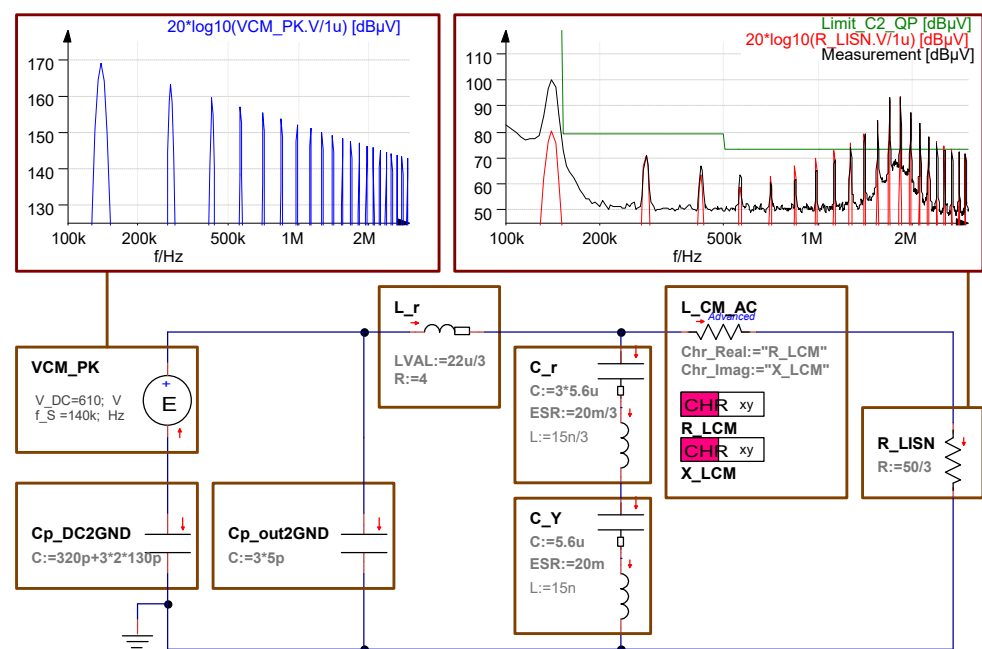 20*log10(VCM_PK.V/1u) [dBµV]
170
160
150
140
130
100k
200k
500k
1M
2M
f/Hz
Limit_C2_QP [dBµV]
20*log10(R_LISN.V/1u) [dBµV]
Measurement [dBµV]
110
100
90
80
70
60
50
100k
200k
500k
1M
2M
f/Hz
VCM_PK
V_DC=610; V
f_S =140k; Hz
E
L_r
LVAL:=22u/3
R:=4
C_r
C:=3*5.6u
ESR:=20m/3
L:=15n/3
L_CM_AC
Advanced
Chr_Real:="R_LCM"
Chr_Imag:="X_LCM"
CHR xy
R_LCM
CHR xy
X_LCM
R_LISN
R:=50/3
Cp_DC2GND
C:=320p+3*2*130p
Cp_out2GND
C:=3*5p
C_Y
C:=5.6u
ESR:=20m
L:=15n